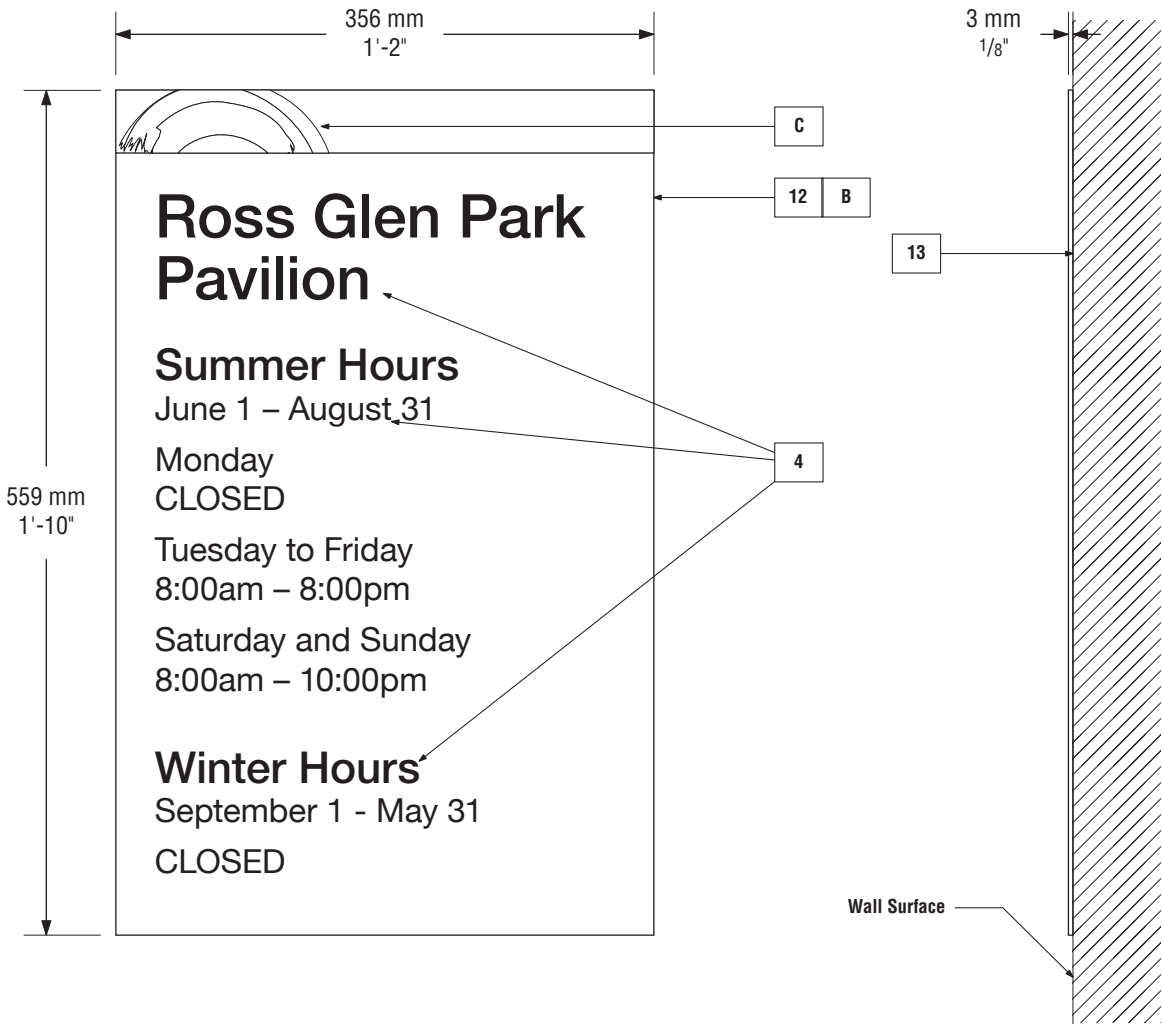 356 mm
1'-2"
3 mm
1/8"
C
12 B
13
Ross Glen Park
Pavilion
Summer Hours
June 1 – August 31
Monday
CLOSED
4
559 mm
1'-10"
Tuesday to Friday
8:00am – 8:00pm
Saturday and Sunday
8:00am – 10:00pm
Winter Hours
September 1 - May 31
CLOSED
Wall Surface